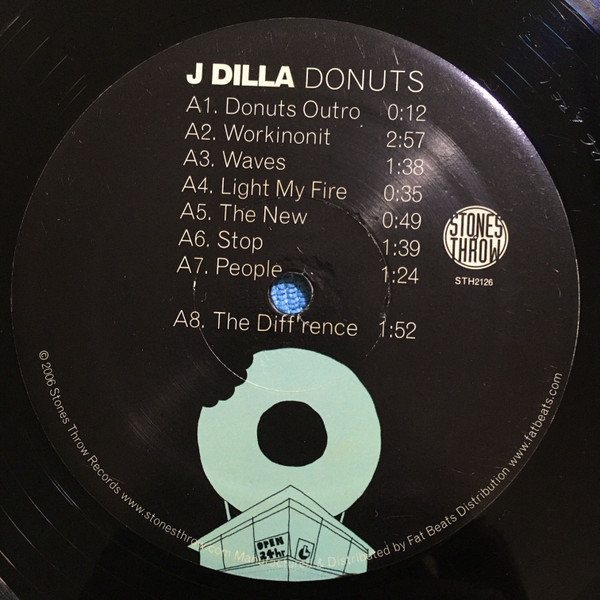 J DILLA DONUTS
A1. Donuts Outro 0:12
A2. Workinonit 2:57
A3. Waves 1:38
A4. Light My Fire 0:35
A5. The New 0:49
A6. Stop 1:39
A7. People 1:24
A8. The Diff'rence 1:52
STONES
THROW
STH2126
OPEN
24hr.
© 2006 Stones Throw Records www.stonesthrow.com Manufactured & Distributed by Fat Beats Distribution www.fatbeats.com